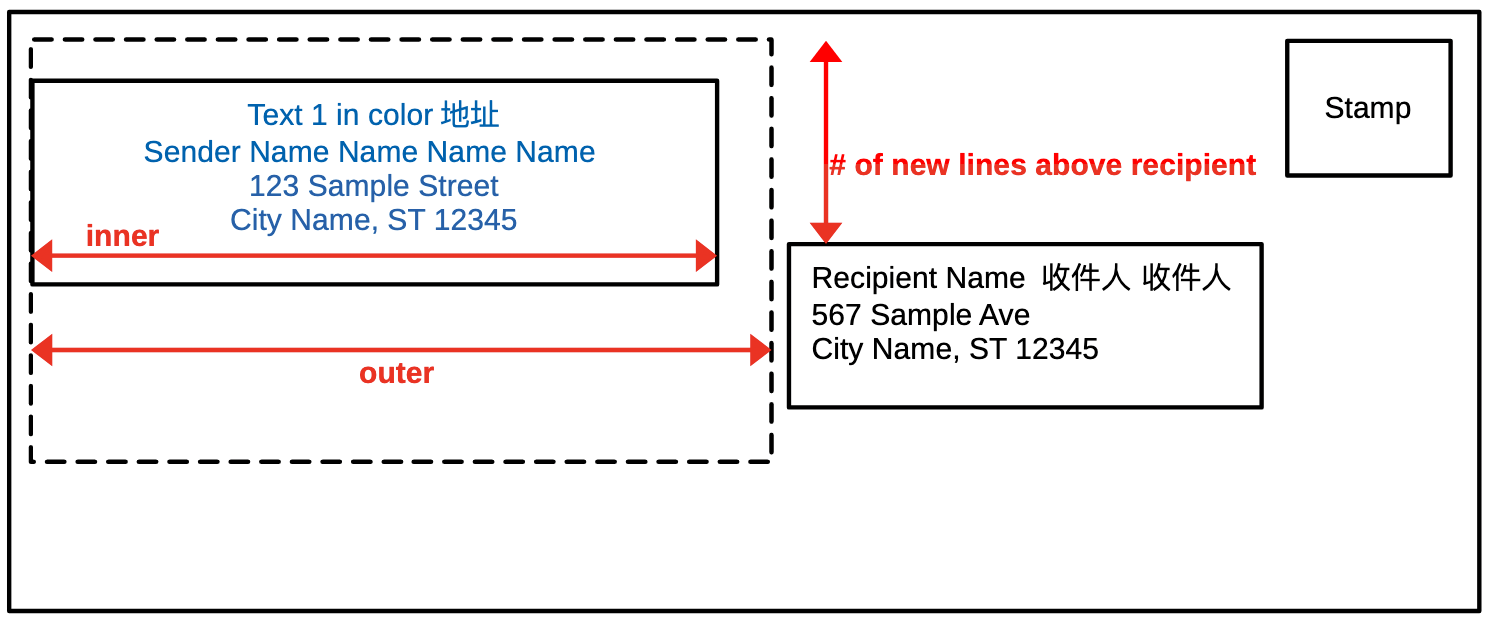 Text 1 in color 地址
Sender Name Name Name Name
123 Sample Street
City Name, ST 12345
inner
outer
# of new lines above recipient
Stamp
Recipient Name 收件人 收件人
567 Sample Ave
City Name, ST 12345